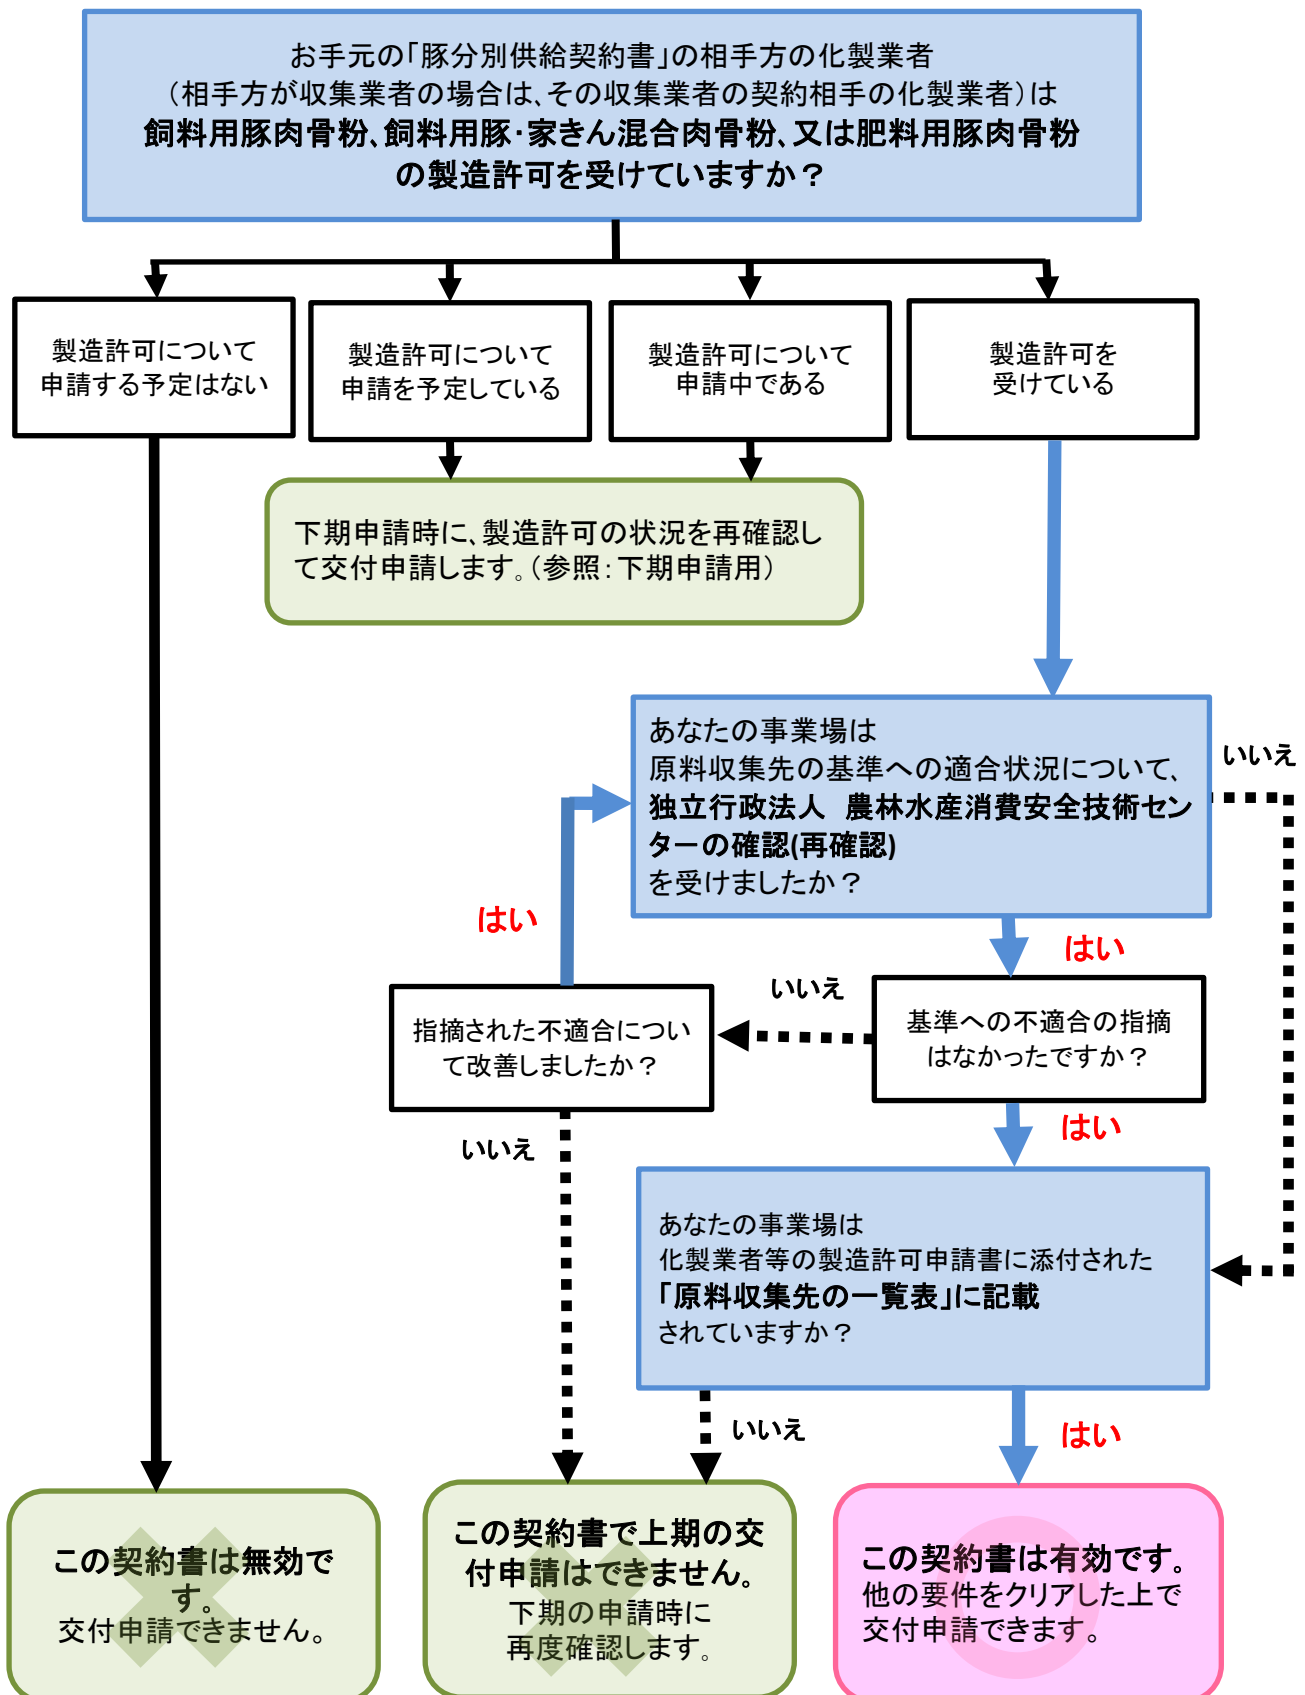 お手元の「豚分別供給契約書」の相手方の化製業者
（相手方が収集業者の場合は、その収集業者の契約相手の化製業者）は
飼料用豚肉骨粉、飼料用豚・家きん混合肉骨粉、又は肥料用豚肉骨粉
の製造許可を受けていますか？
製造許可について
申請する予定はない
製造許可について
申請を予定している
製造許可について
申請中である
製造許可を
受けている
下期申請時に、製造許可の状況を再確認し
て交付申請します。（参照：下期申請用）
あなたの事業場は
原料収集先の基準への適合状況について、
独立行政法人　農林水産消費安全技術セン
ターの確認(再確認)
を受けましたか？
いいえ
はい
はい
いいえ
基準への不適合の指摘
はなかったですか？
指摘された不適合につい
て改善しましたか？
はい
いいえ
あなたの事業場は
化製業者等の製造許可申請書に添付された
「原料収集先の一覧表」に記載
されていますか？
いいえ
はい
この契約書は無効で
す。
交付申請できません。
この契約書で上期の交
付申請はできません。
下期の申請時に
再度確認します。
この契約書は有効です。
他の要件をクリアした上で
交付申請できます。